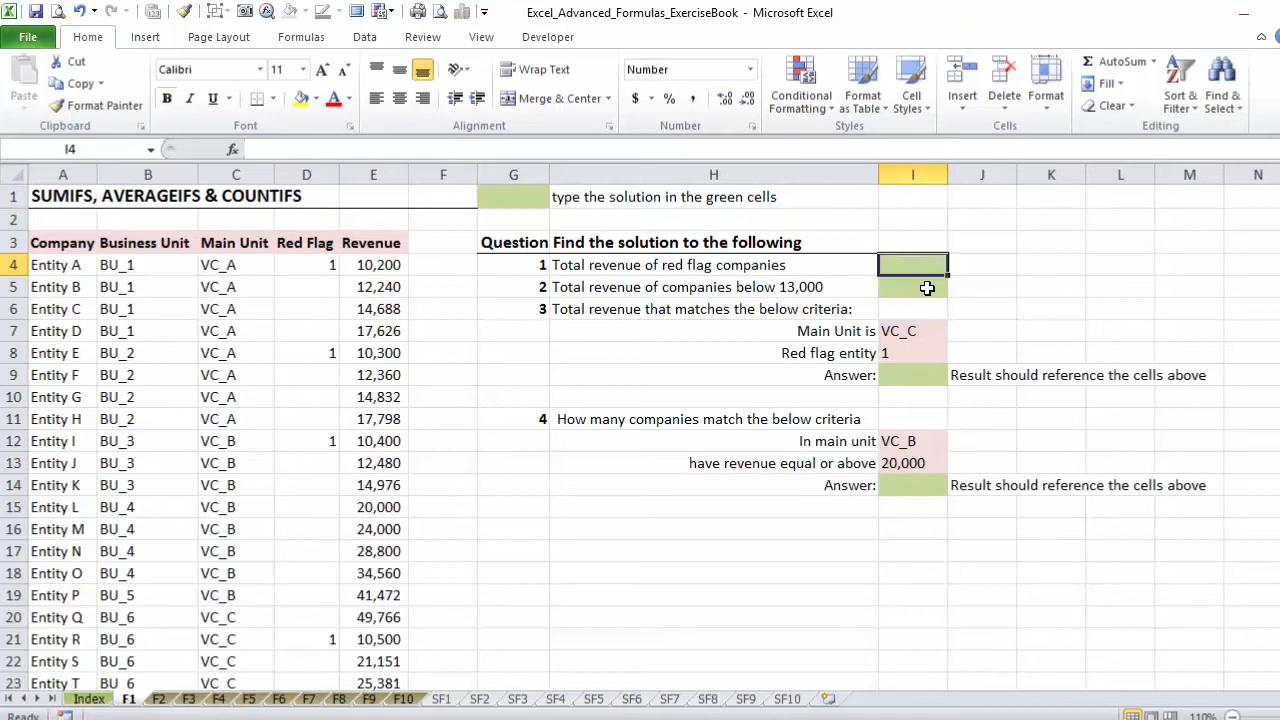 Excel_Advanced_Formulas_ExerciseBook - Microsoft Excel
File Home Insert Page Layout Formulas Data Review View Developer
Paste Cut Copy Format Painter Clipboard
Calibri 11 B I U A Font
Wrap Text Merge & Center Alignment
Number $ % , Number
Conditional Formatting Format as Table Cell Styles Styles
Insert Delete Format Cells
Σ AutoSum Fill Clear Sort & Filter Find & Select Editing
I4 fx
A B C D E F G H I J K L M N
1 SUMIFS, AVERAGEIFS & COUNTIFS type the solution in the green cells
2
3 Company Business Unit Main Unit Red Flag Revenue Question Find the solution to the following
4 Entity A BU_1 VC_A 1 10,200 1 Total revenue of red flag companies
5 Entity B BU_1 VC_A 12,240 2 Total revenue of companies below 13,000
6 Entity C BU_1 VC_A 14,688 3 Total revenue that matches the below criteria:
7 Entity D BU_1 VC_A 17,626 Main Unit is VC_C
8 Entity E BU_2 VC_A 1 10,300 Red flag entity 1
9 Entity F BU_2 VC_A 12,360 Answer: Result should reference the cells above
10 Entity G BU_2 VC_A 14,832
11 Entity H BU_2 VC_A 17,798 4 How many companies match the below criteria
12 Entity I BU_3 VC_B 1 10,400 In main unit VC_B
13 Entity J BU_3 VC_B 12,480 have revenue equal or above 20,000
14 Entity K BU_3 VC_B 14,976 Answer: Result should reference the cells above
15 Entity L BU_4 VC_B 20,000
16 Entity M BU_4 VC_B 24,000
17 Entity N BU_4 VC_B 28,800
18 Entity O BU_4 VC_B 34,560
19 Entity P BU_5 VC_B 41,472
20 Entity Q BU_6 VC_C 49,766
21 Entity R BU_6 VC_C 1 10,500
22 Entity S BU_6 VC_C 21,151
23 Entity T BU_6 VC_C 25,381
Index F1 F2 F3 F4 F5 F6 F7 F8 F9 F10 SF1 SF2 SF3 SF4 SF5 SF6 SF7 SF8 SF9 SF10
Ready 110%